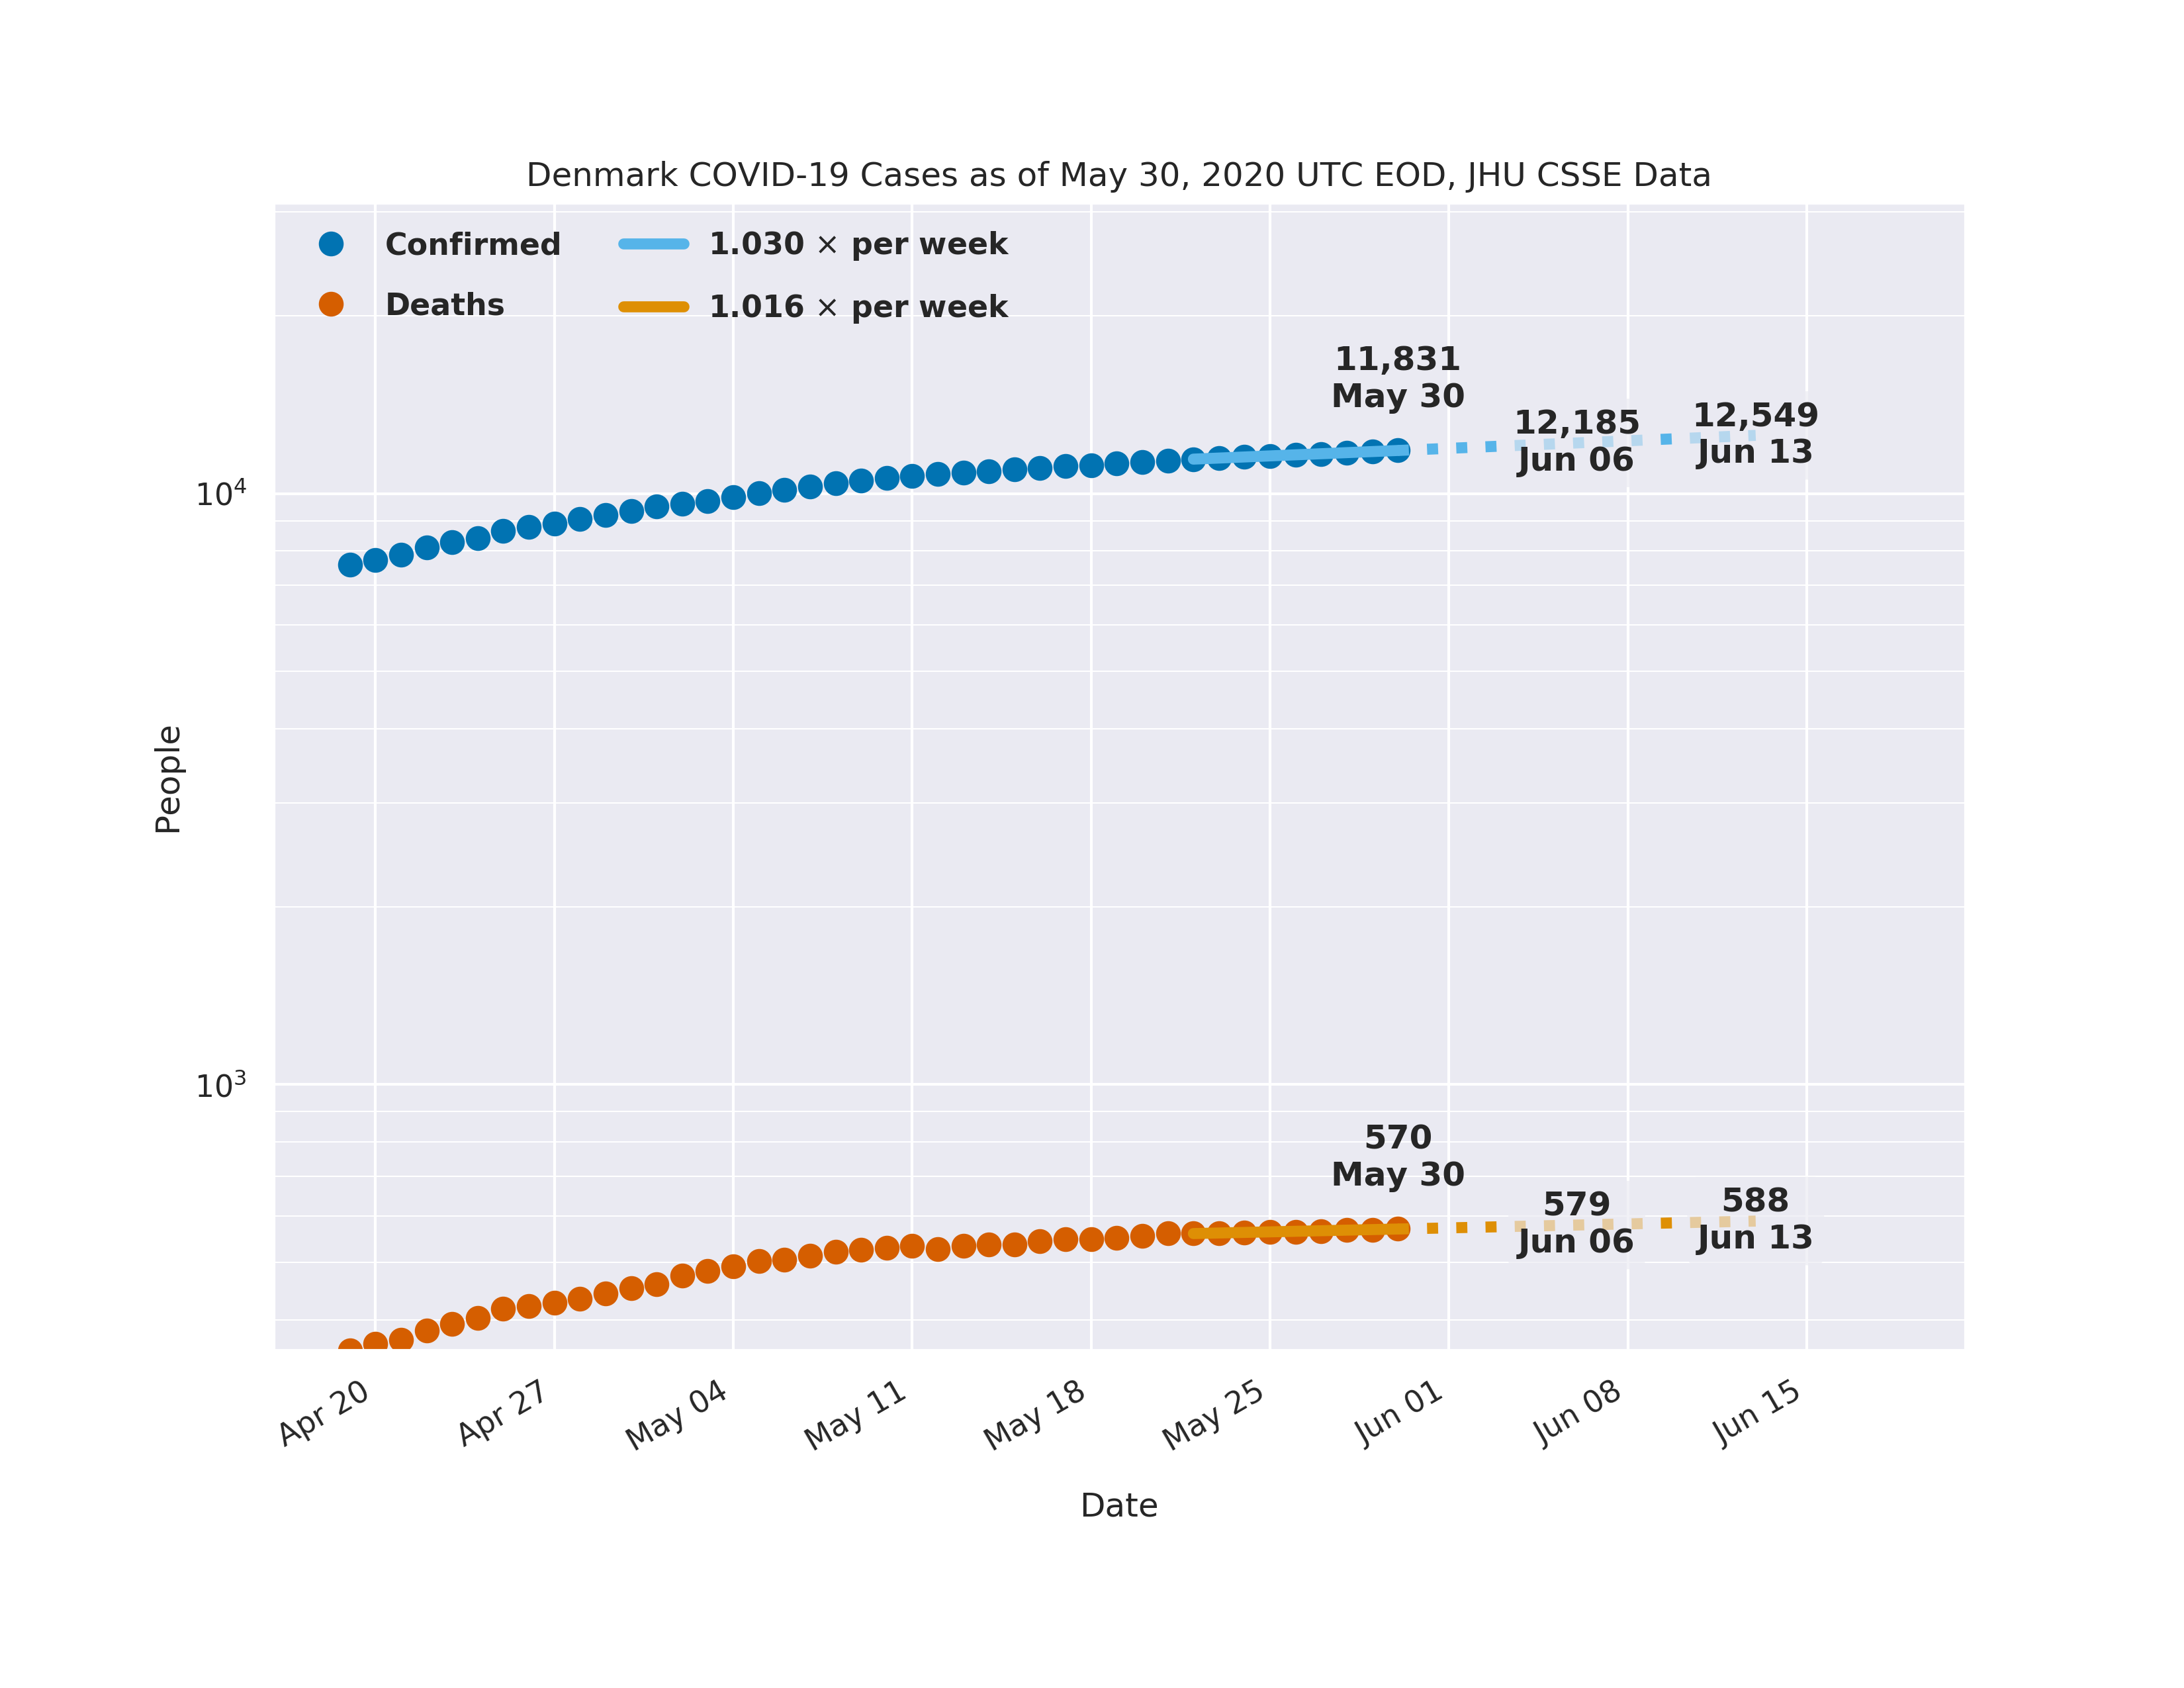 Denmark COVID-19 Cases as of May 30, 2020 UTC EOD, JHU CSSE Data
Confirmed
Deaths
1.030 × per week
1.016 × per week
11,831
May 30
12,185
Jun 06
12,549
Jun 13
10⁴
People
10³
570
May 30
579
Jun 06
588
Jun 13
Apr 20
Apr 27
May 04
May 11
May 18
May 25
Jun 01
Jun 08
Jun 15
Date